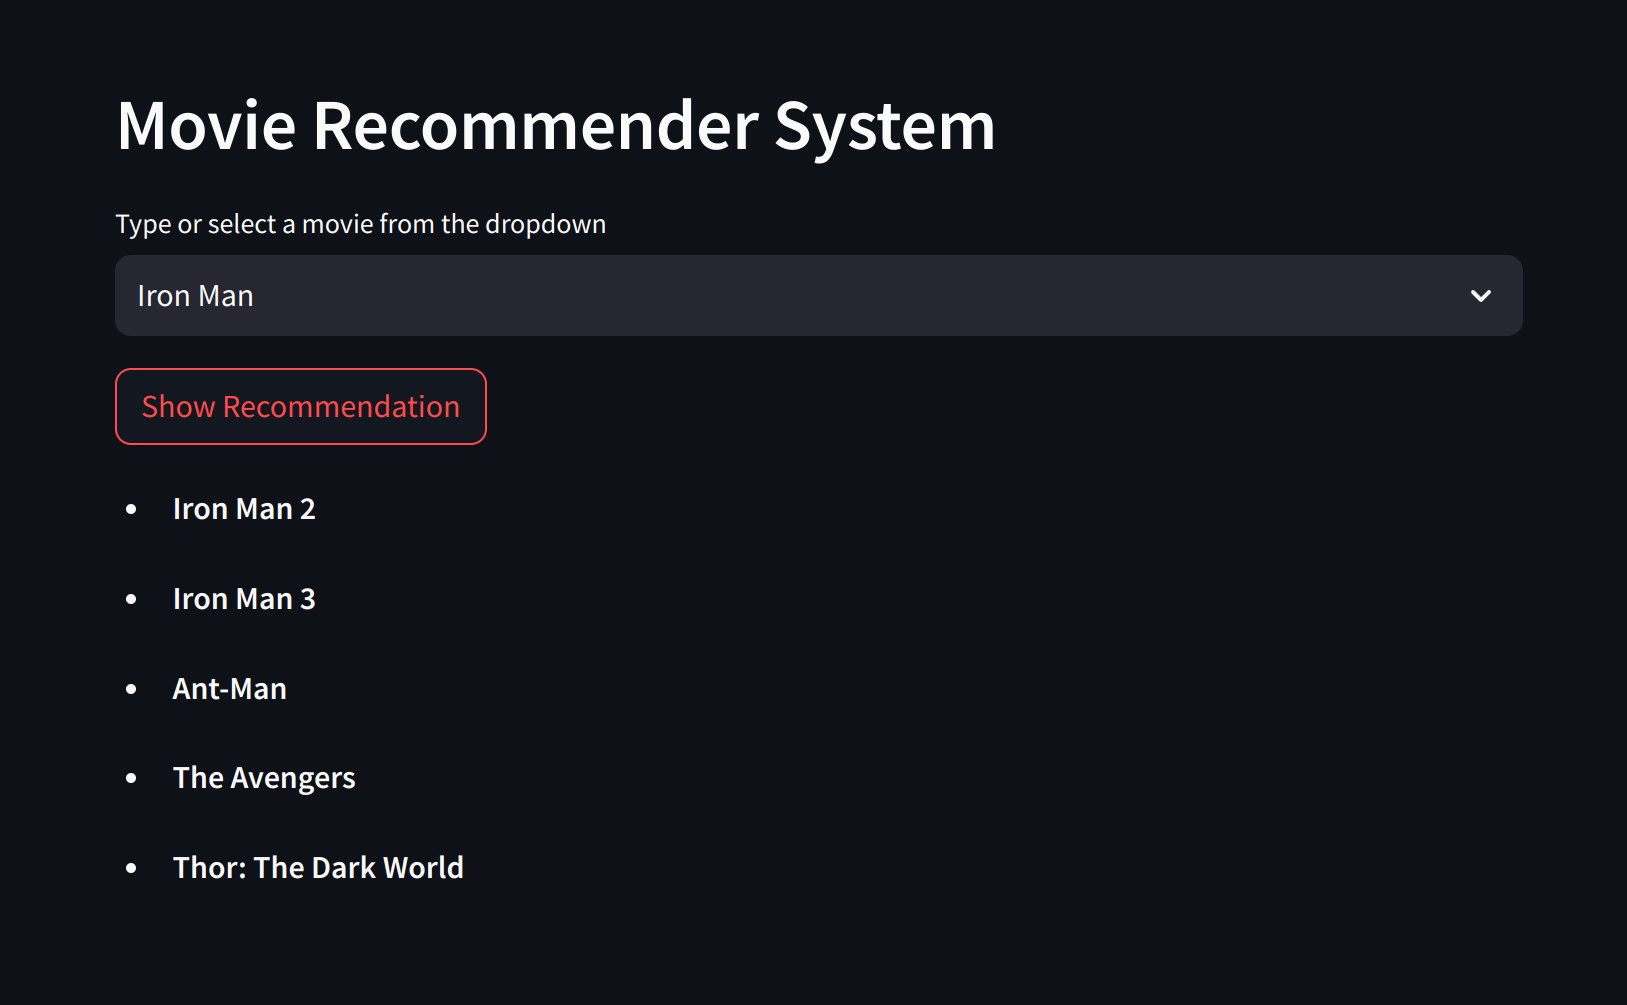 Movie Recommender System
Type or select a movie from the dropdown
Iron Man
Show Recommendation
Iron Man 2
Iron Man 3
Ant-Man
The Avengers
Thor: The Dark World